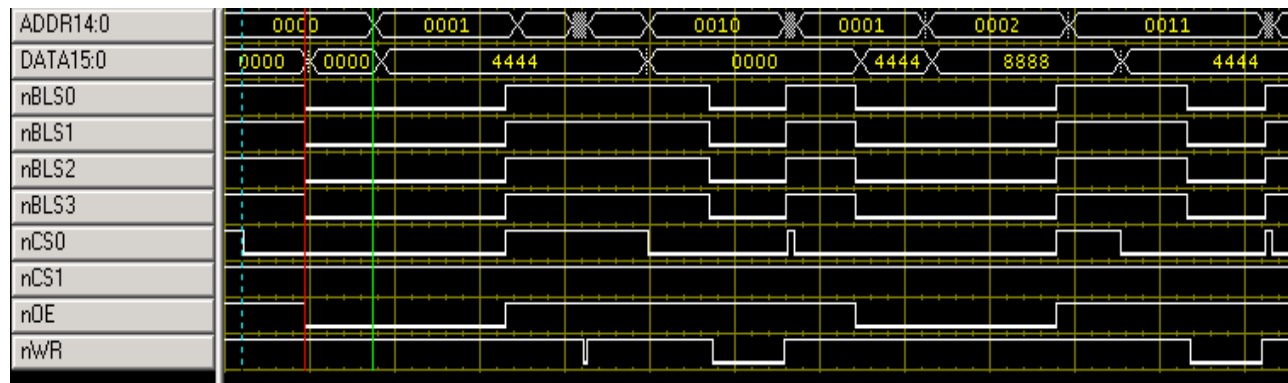 ADDR14:0 0000 0001 0010 0001 0002 0011
DATA15:0 0000 0000 4444 0000 4444 8888 4444
nBLS0
nBLS1
nBLS2
nBLS3
nCS0
nCS1
nOE
nWR